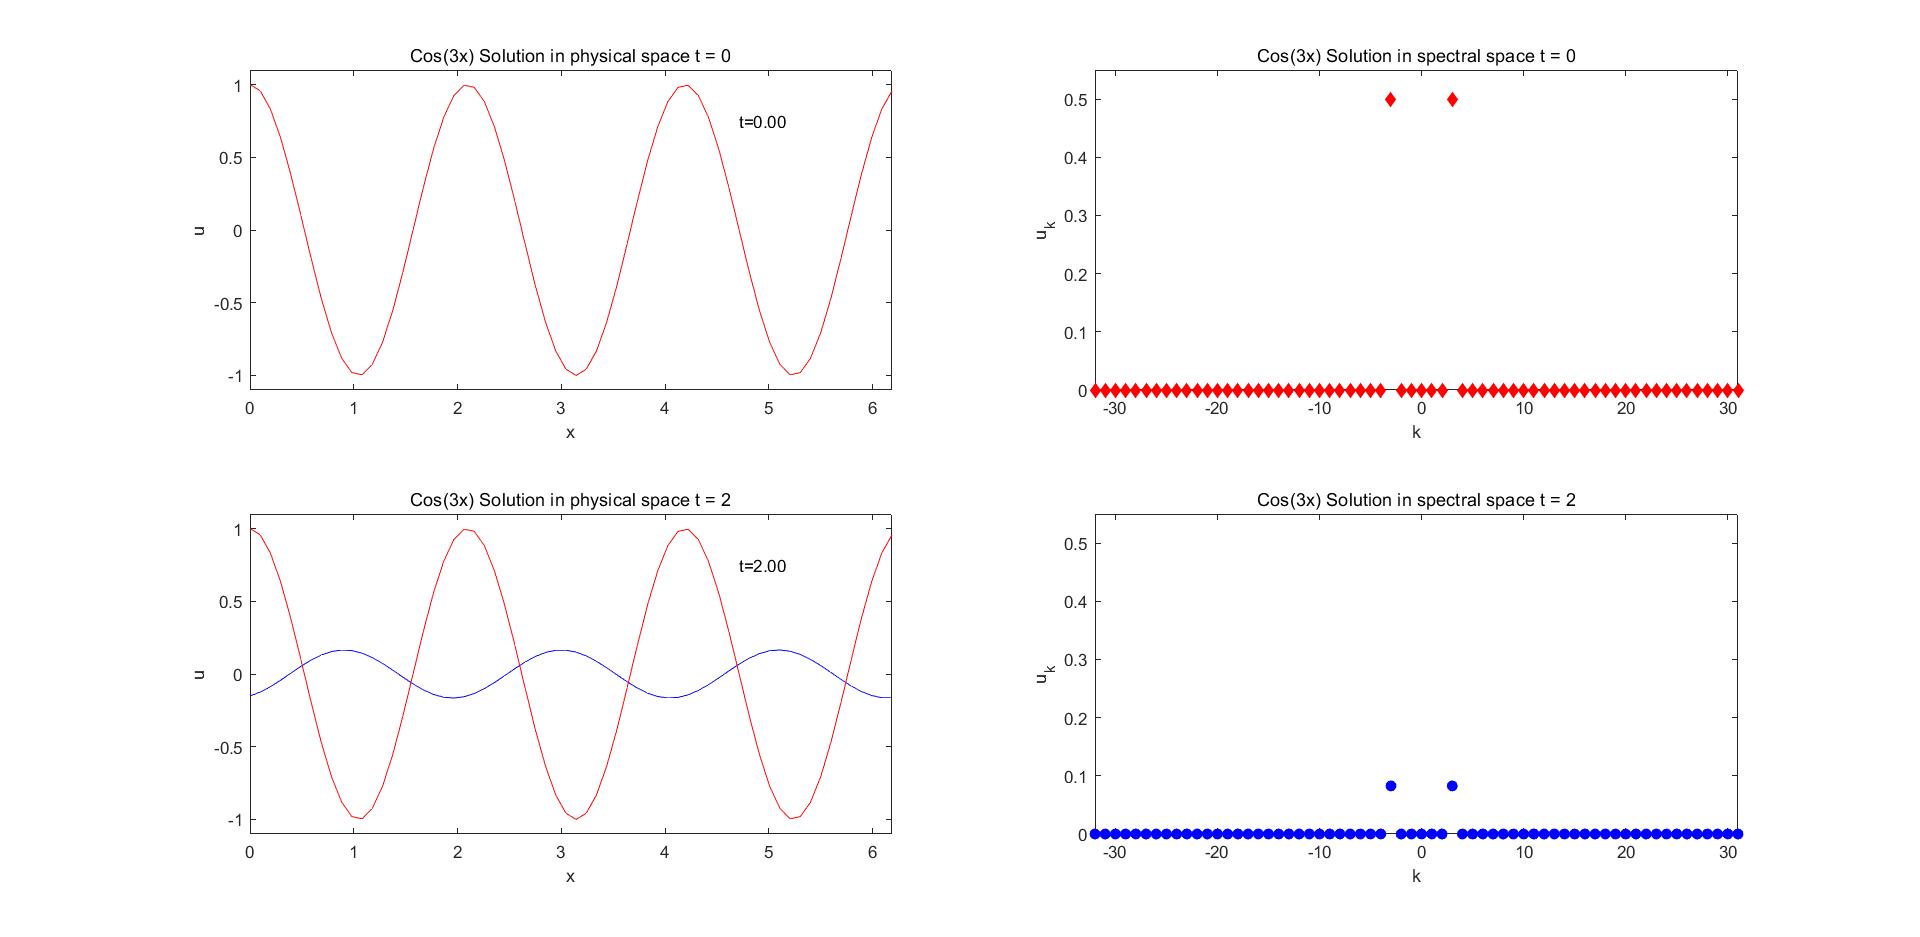 Cos(3x) Solution in physical space t = 0
1
0.5
0
-0.5
-1
u
t=0.00
0 1 2 3 4 5 6
x
Cos(3x) Solution in spectral space t = 0
0.5
0.4
0.3
0.2
0.1
0
u_k
-30 -20 -10 0 10 20 30
k
Cos(3x) Solution in physical space t = 2
1
0.5
0
-0.5
-1
u
t=2.00
0 1 2 3 4 5 6
x
Cos(3x) Solution in spectral space t = 2
0.5
0.4
0.3
0.2
0.1
0
u_k
-30 -20 -10 0 10 20 30
k